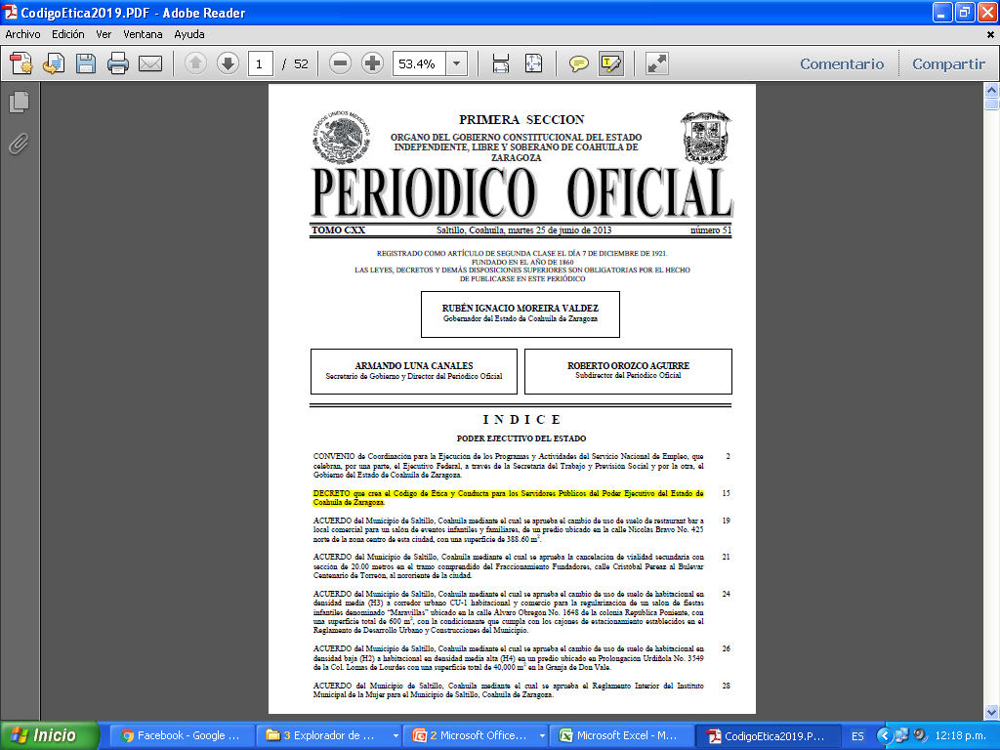 CodigoEtica2019.PDF - Adobe Reader
Archivo Edición Ver Ventana Ayuda
1 / 52 53.4% Comentario Compartir
PRIMERA SECCION
ESTADOS UNIDOS MEXICANOS
ORGANO DEL GOBIERNO CONSTITUCIONAL DEL ESTADO
INDEPENDIENTE, LIBRE Y SOBERANO DE COAHUILA DE
ZARAGOZA
PERIODICO OFICIAL
TOMO CXX Saltillo, Coahuila, martes 25 de junio de 2013 número 51
REGISTRADO COMO ARTÍCULO DE SEGUNDA CLASE EL DÍA 7 DE DICIEMBRE DE 1921.
FUNDADO EN EL AÑO DE 1860
LAS LEYES, DECRETOS Y DEMÁS DISPOSICIONES SUPERIORES SON OBLIGATORIAS POR EL HECHO
DE PUBLICARSE EN ESTE PERIÓDICO
RUBÉN IGNACIO MOREIRA VALDEZ
Gobernador del Estado de Coahuila de Zaragoza
ARMANDO LUNA CANALES
Secretario de Gobierno y Director del Periódico Oficial
ROBERTO OROZCO AGUIRRE
Subdirector del Periódico Oficial
I N D I C E
PODER EJECUTIVO DEL ESTADO
CONVENIO de Coordinación para la Ejecución de los Programas y Actividades del Servicio Nacional de Empleo, que 2
celebran, por una parte, el Ejecutivo Federal, a través de la Secretaría del Trabajo y Previsión Social y por la otra, el
Gobierno del Estado de Coahuila de Zaragoza.
DECRETO que crea el Código de Ética y Conducta para los Servidores Públicos del Poder Ejecutivo del Estado de 15
Coahuila de Zaragoza.
ACUERDO del Municipio de Saltillo, Coahuila mediante el cual se aprueba el cambio de uso de suelo de restaurant bar a 19
local comercial para un salón de eventos infantiles y familiares, de un predio ubicado en la calle Nicolás Bravo No. 425
norte de la zona centro de esta ciudad, con una superficie de 388.60 m².
ACUERDO del Municipio de Saltillo, Coahuila mediante el cual se aprueba la cancelación de vialidad secundaria con 21
sección de 20.00 metros en el tramo comprendido del Fraccionamiento Fundadores, calle Cristóbal Pereaz al Bulevar
Centenario de Torreón, al nororiente de la ciudad.
ACUERDO del Municipio de Saltillo, Coahuila mediante el cual se aprueba el cambio de uso de suelo de habitacional en 24
densidad media (H3) a corredor urbano CU-1 habitacional y comercio para la regularización de un salón de fiestas
infantiles denominado “Maravillas” ubicado en la calle Álvaro Obregón No. 1648 de la colonia República Poniente, con
una superficie total de 600 m², con la condicionante que cumpla con los cajones de estacionamiento establecidos en el
Reglamento de Desarrollo Urbano y Construcciones del Municipio.
ACUERDO del Municipio de Saltillo, Coahuila mediante el cual se aprueba el cambio de uso de suelo de habitacional en 26
densidad baja (H2) a habitacional en densidad media alta (H4) en un predio ubicado en Prolongación Urdiñola No. 3549
de la Col. Lomas de Lourdes con una superficie total de 40,000 m² en la Granja de Don Vale.
ACUERDO del Municipio de Saltillo, Coahuila mediante el cual se aprueba el Reglamento Interior del Instituto 28
Municipal de la Mujer para el Municipio de Saltillo, Coahuila de Zaragoza.
Inicio Facebook - Google ... 3 Explorador de ... 2 Microsoft Office... Microsoft Excel - M... CodigoEtica2019.P... ES 12:18 p.m.